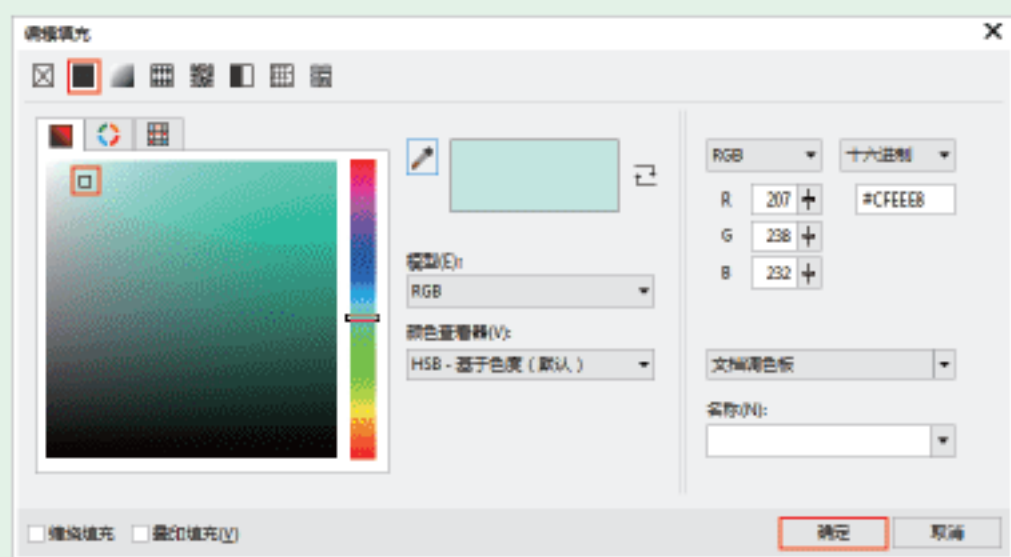 编辑填充
RGB
十六进制
R 207
#CFEEE8
G 238
B 232
模型(E):
RGB
颜色查看器(V):
HSB - 基于色度（默认）
文档调色板
名称(N):
缠绕填充
叠印填充(V)
确定
取消